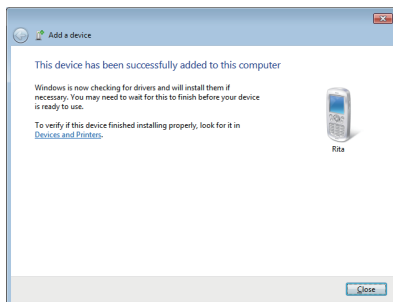 Add a device
This device has been successfully added to this computer
Windows is now checking for drivers and will install them if
necessary. You may need to wait for this to finish before your device
is ready to use.
To verify if this device finished installing properly, look for it in
Devices and Printers.
Rita
Close